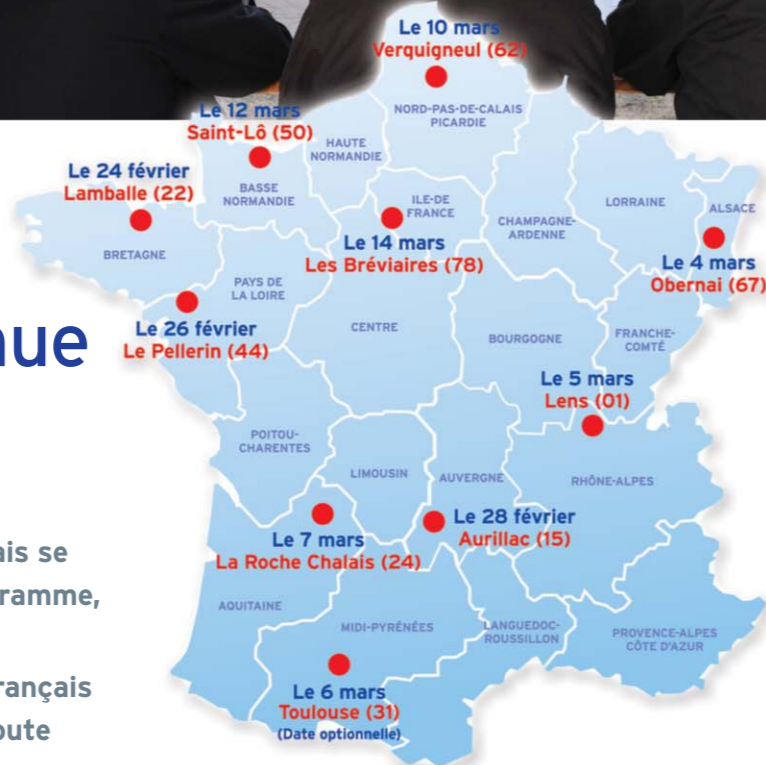 Le 10 mars
Verquigneul (62)
NORD-PAS-DE-CALAIS
PICARDIE
Le 12 mars
Saint-Lô (50)
HAUTE
NORMANDIE
BASSE
NORMANDIE
Le 24 février
Lamballe (22)
BRETAGNE
ILE-DE
FRANCE
Le 14 mars
Les Bréviaires (78)
CHAMPAGNE-
ARDENNE
LORRAINE
ALSACE
Le 4 mars
Obernai (67)
PAYS DE
LA LOIRE
Le 26 février
Le Pellerin (44)
CENTRE
BOURGOGNE
FRANCHE-
COMTÉ
Le 5 mars
Lens (01)
POITOU-
CHARENTES
LIMOUSIN
AUVERGNE
RHÔNE-ALPES
Le 7 mars
La Roche Chalais (24)
Le 28 février
Aurillac (15)
AQUITAINE
MIDI-PYRÉNÉES
LANGUEDOC-
ROUSSILLON
PROVENCE-ALPES
CÔTE D'AZUR
Le 6 mars
Toulouse (31)
(Date optionnelle)
nue
ais se
ramme,
rançais
oute